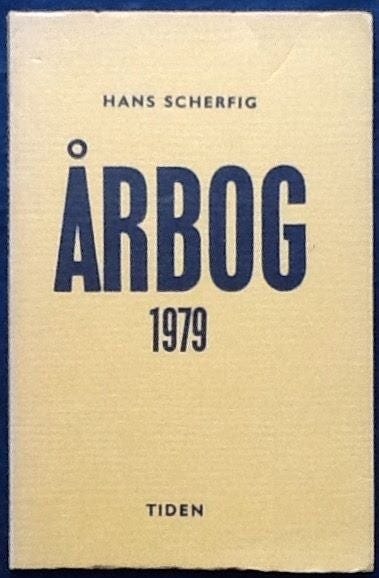 HANS SCHERFIG
ÅRBOG
1979
TIDEN